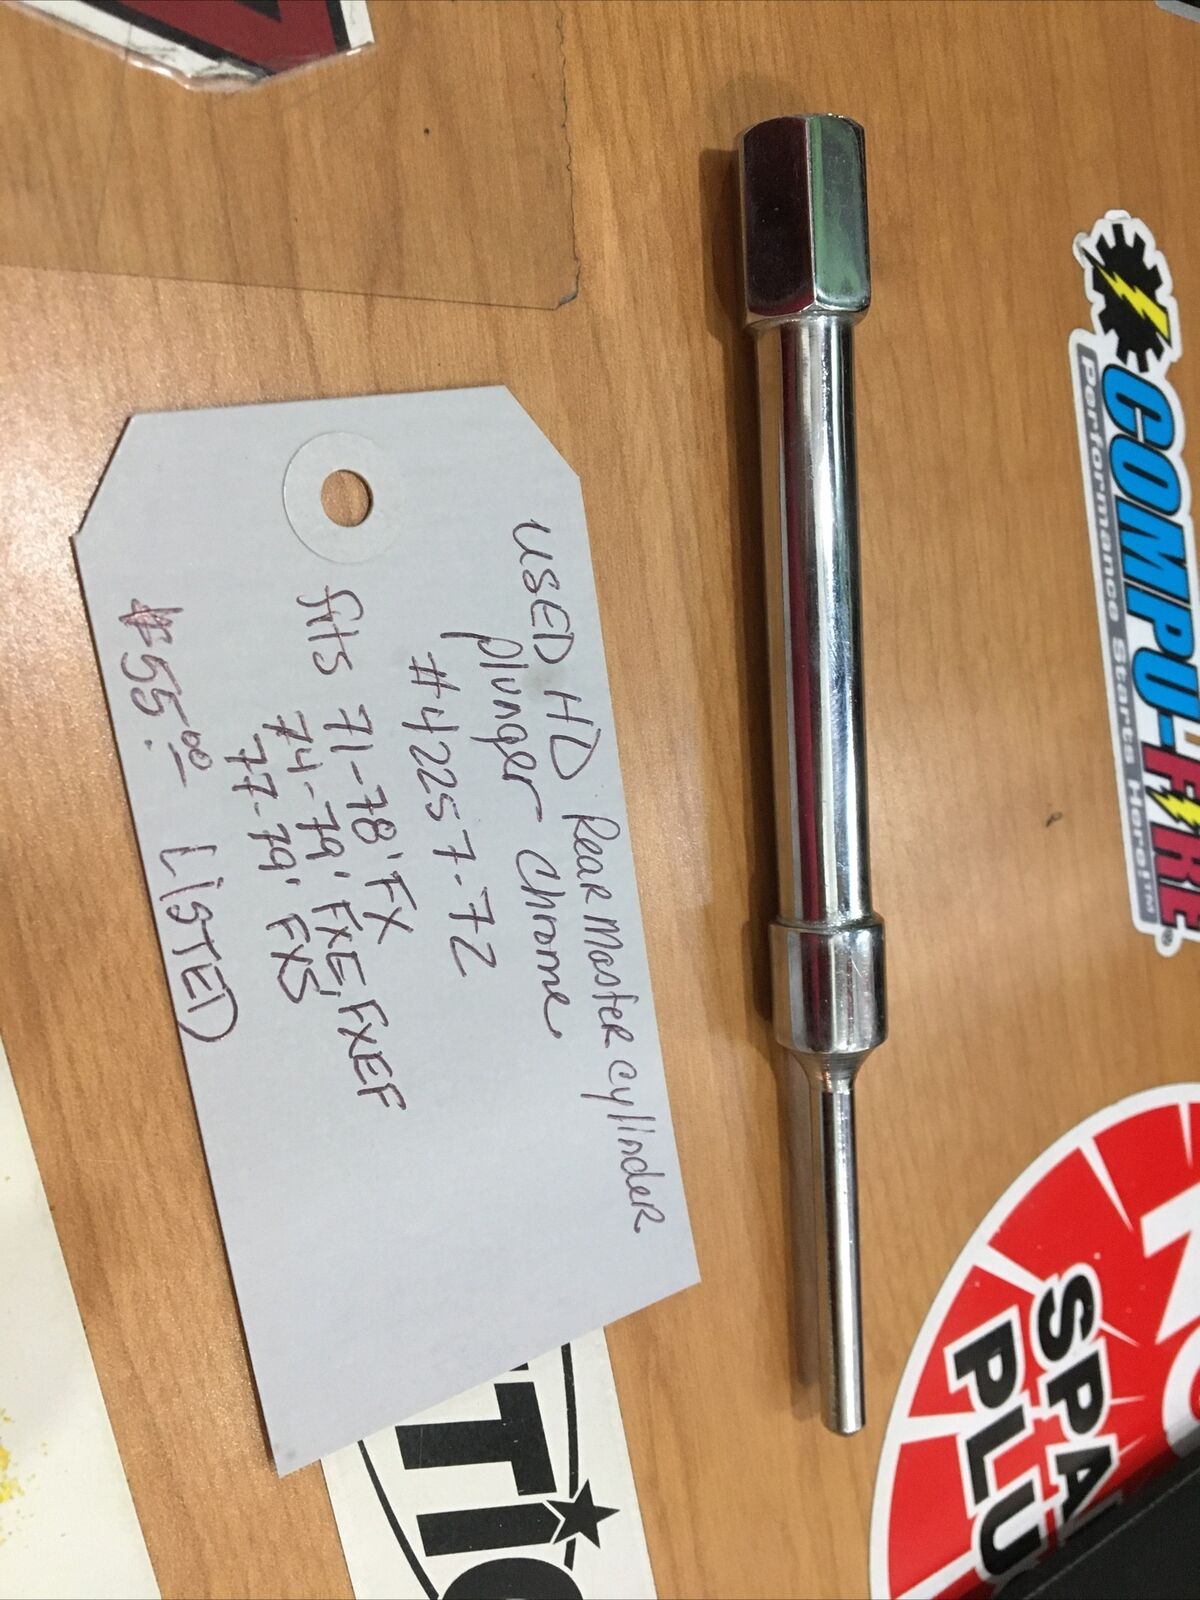 USED HD Rear Master cylinder
plunger chrome
#42257-72
fits 71-78' FX
74-79' FXE, FXEF
77-79' FXS
$55.00 LISTED
COMPU-FIRE®
Performance Starts Here!™
SPA
PLU